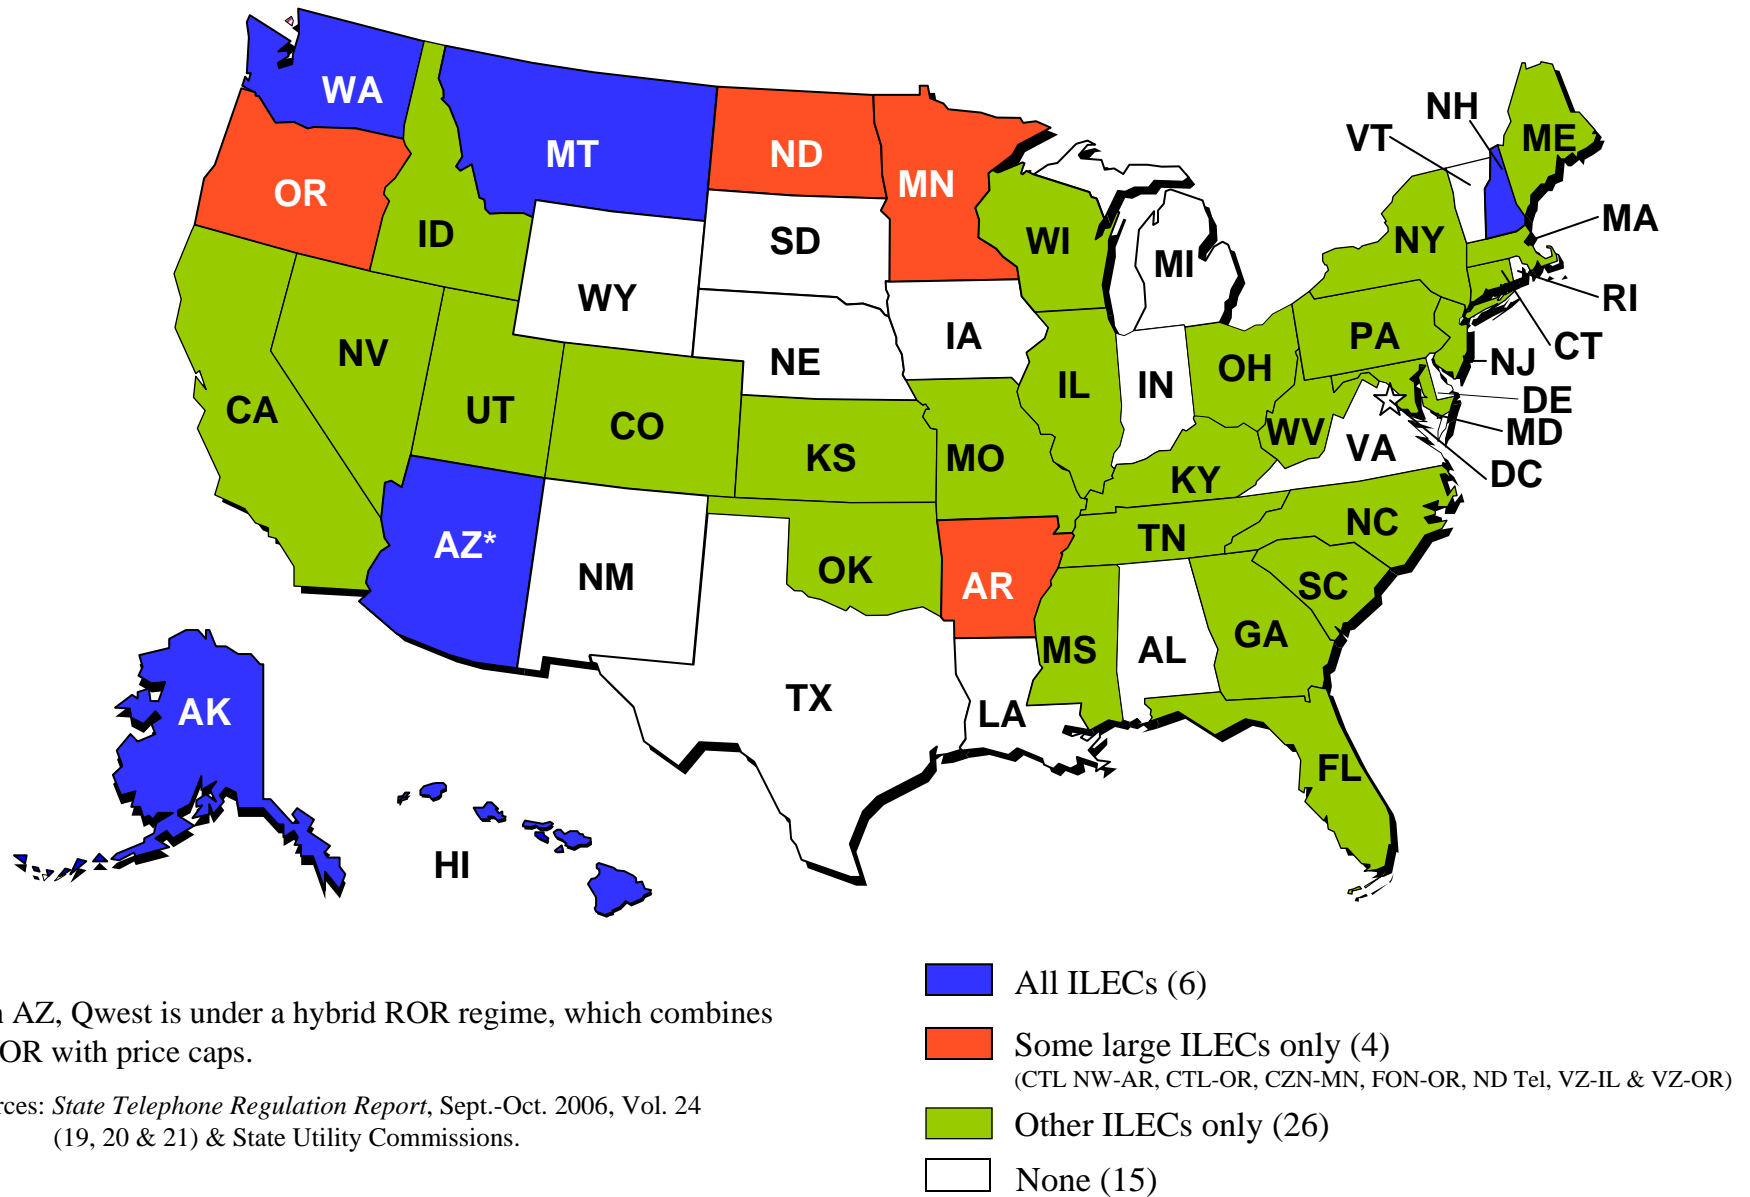 WA
MT
ND
MN
OR
ID
SD
WI
MI
WY
IA
NE
NV
UT
CO
CA
KS
MO
IL
IN
OH
PA
NY
VT
NH
ME
MA
RI
CT
NJ
DE
MD
DC
WV
VA
KY
NC
TN
SC
AZ*
NM
OK
AR
MS
AL
GA
TX
LA
FL
AK
HI
AZ, Qwest is under a hybrid ROR regime, which combines
OR with price caps.
rces: State Telephone Regulation Report, Sept.-Oct. 2006, Vol. 24
(19, 20 & 21) & State Utility Commissions.
All ILECs (6)
Some large ILECs only (4)
(CTL NW-AR, CTL-OR, CZN-MN, FON-OR, ND Tel, VZ-IL & VZ-OR)
Other ILECs only (26)
None (15)